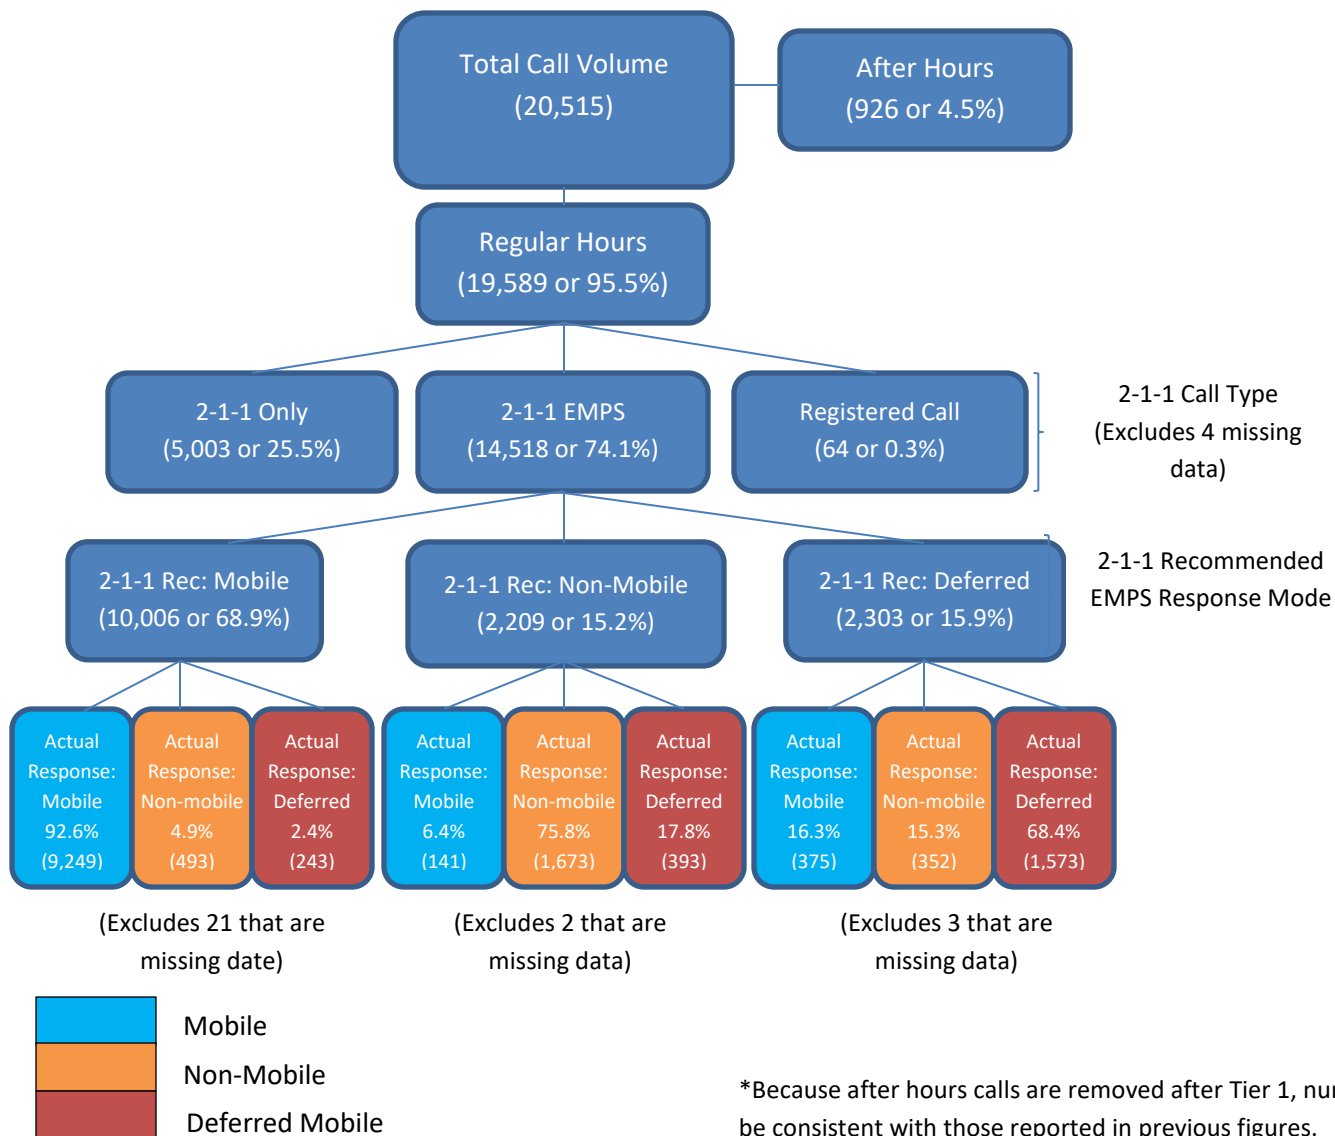 Total Call Volume
(20,515)
After Hours
(926 or 4.5%)
Regular Hours
(19,589 or 95.5%)
2-1-1 Only
(5,003 or 25.5%)
2-1-1 EMPS
(14,518 or 74.1%)
Registered Call
(64 or 0.3%)
2-1-1 Call Type
(Excludes 4 missing
data)
2-1-1 Rec: Mobile
(10,006 or 68.9%)
2-1-1 Rec: Non-Mobile
(2,209 or 15.2%)
2-1-1 Rec: Deferred
(2,303 or 15.9%)
2-1-1 Recommended
EMPS Response Mode
Actual
Response:
Mobile
92.6%
(9,249)
Actual
Response:
Non-mobile
4.9%
(493)
Actual
Response:
Deferred
2.4%
(243)
Actual
Response:
Mobile
6.4%
(141)
Actual
Response:
Non-mobile
75.8%
(1,673)
Actual
Response:
Deferred
17.8%
(393)
Actual
Response:
Mobile
16.3%
(375)
Actual
Response:
Non-mobile
15.3%
(352)
Actual
Response:
Deferred
68.4%
(1,573)
(Excludes 21 that are
missing date)
(Excludes 2 that are
missing data)
(Excludes 3 that are
missing data)
Mobile
Non-Mobile
Deferred Mobile
*Because after hours calls are removed after Tier 1,
be consistent with those reported in previous figures.